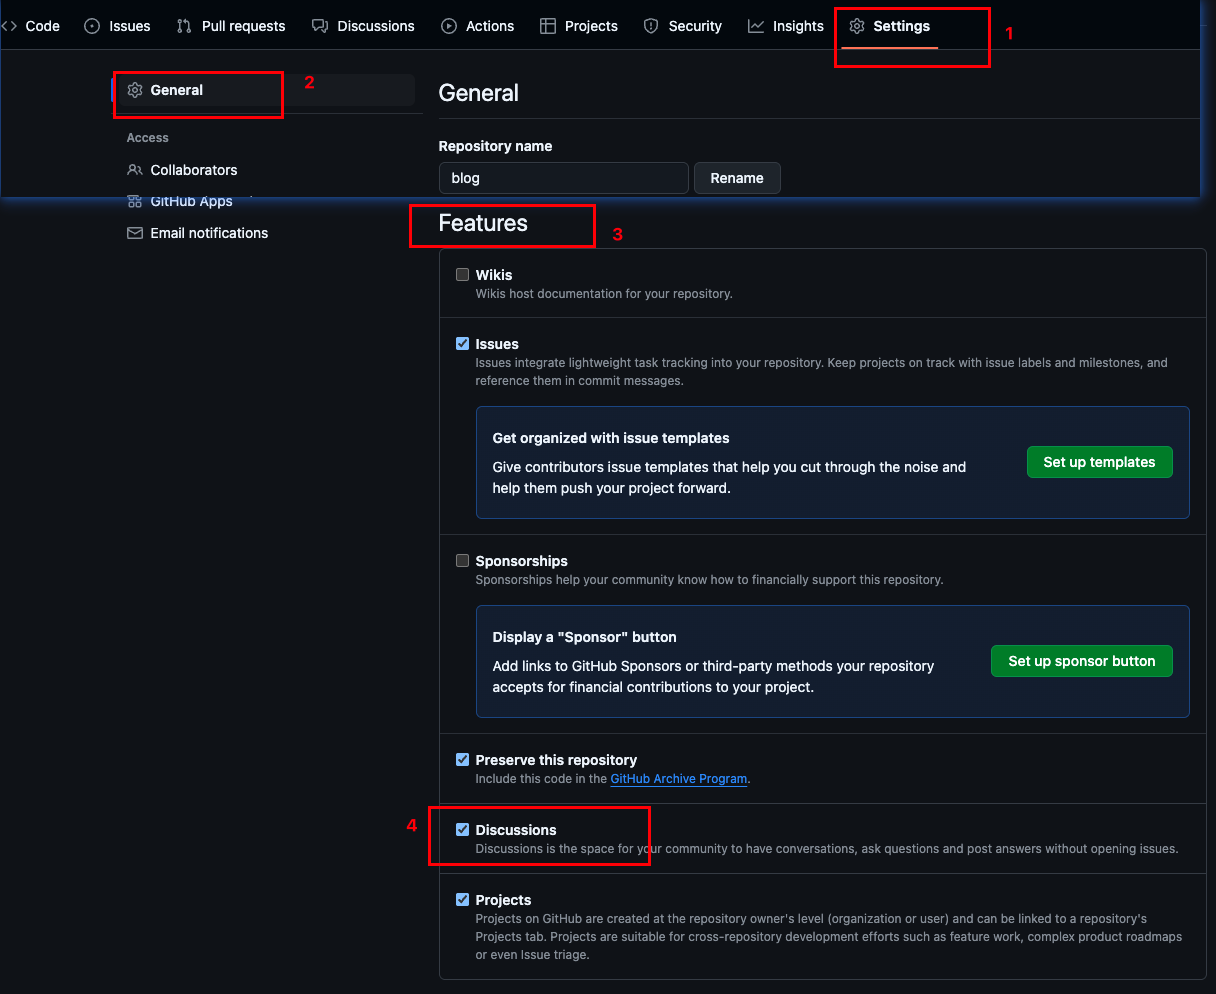 Code Issues Pull requests Discussions Actions Projects Security Insights Settings 1
General 2
General
Access
Repository name
Collaborators
blog Rename
GitHub Apps
Features 3
Email notifications
Wikis
Wikis host documentation for your repository.
Issues
Issues integrate lightweight task tracking into your repository. Keep projects on track with issue labels and milestones, and
reference them in commit messages.
Get organized with issue templates
Give contributors issue templates that help you cut through the noise and
help them push your project forward.
Set up templates
Sponsorships
Sponsorships help your community know how to financially support this repository.
Display a "Sponsor" button
Add links to GitHub Sponsors or third-party methods your repository
accepts for financial contributions to your project.
Set up sponsor button
Preserve this repository
Include this code in the GitHub Archive Program.
4 Discussions
Discussions is the space for your community to have conversations, ask questions and post answers without opening issues.
Projects
Projects on GitHub are created at the repository owner's level (organization or user) and can be linked to a repository's
Projects tab. Projects are suitable for cross-repository development efforts such as feature work, complex product roadmaps
or even Issue triage.